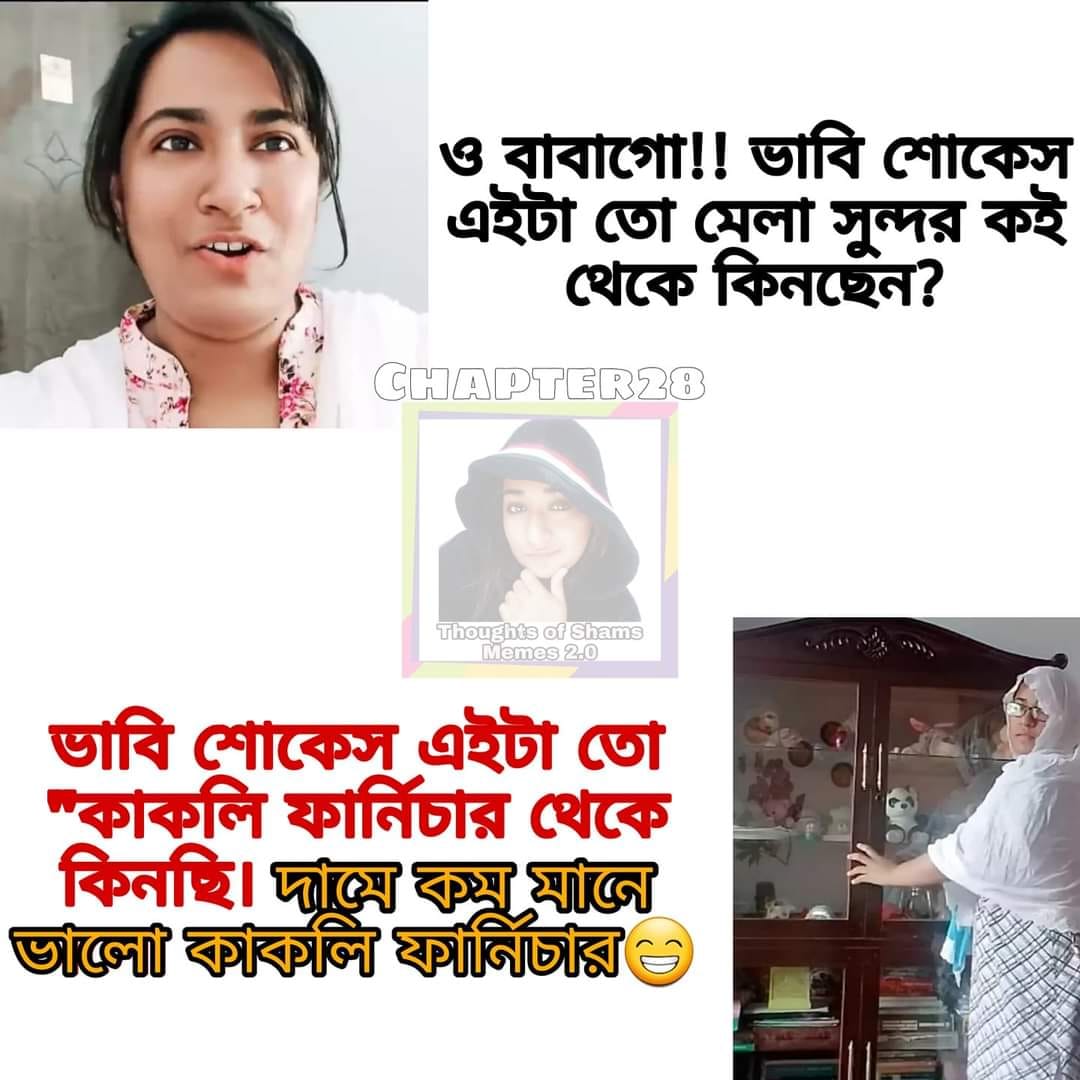 ও বাবাগো!! ভাবি শোকেস
এইটা তো মেলা সুন্দর কই
থেকে কিনছেন?
CHAPTER28
Thoughts of Shams
Memes 2.0
ভাবি শোকেস এইটা তো
"কাকলি ফার্নিচার থেকে
কিনছি। দামে কম মানে
ভালো কাকলি ফার্নিচার😁